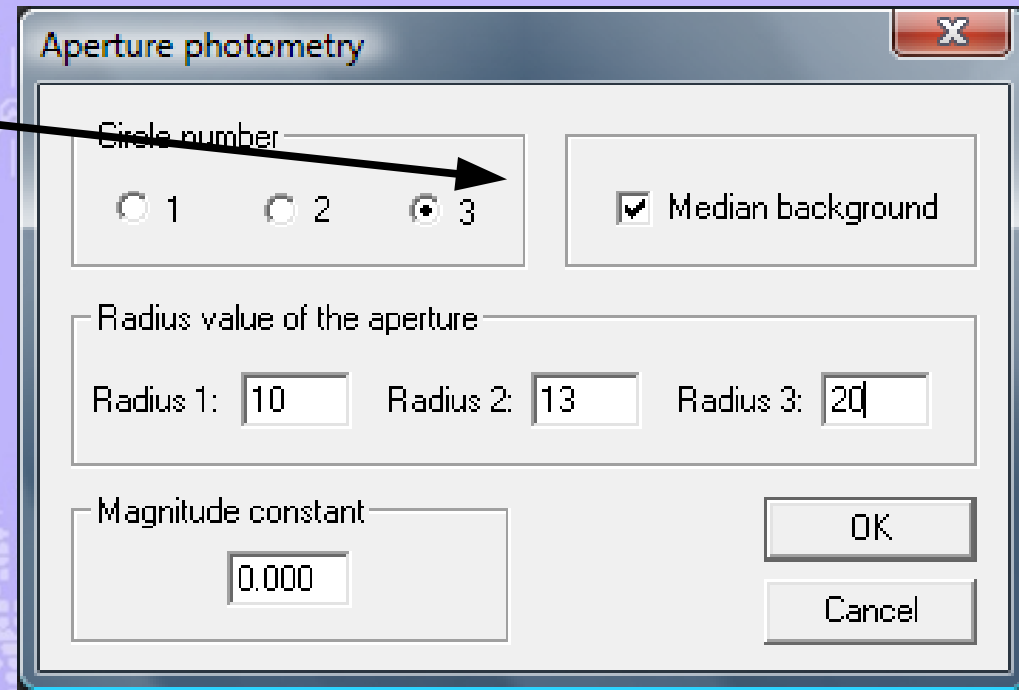 Aperture photometry
Circle number
1 2 3
Median background
Radius value of the aperture
Radius 1: 10 Radius 2: 13 Radius 3: 20
Magnitude constant
0.000
OK
Cancel